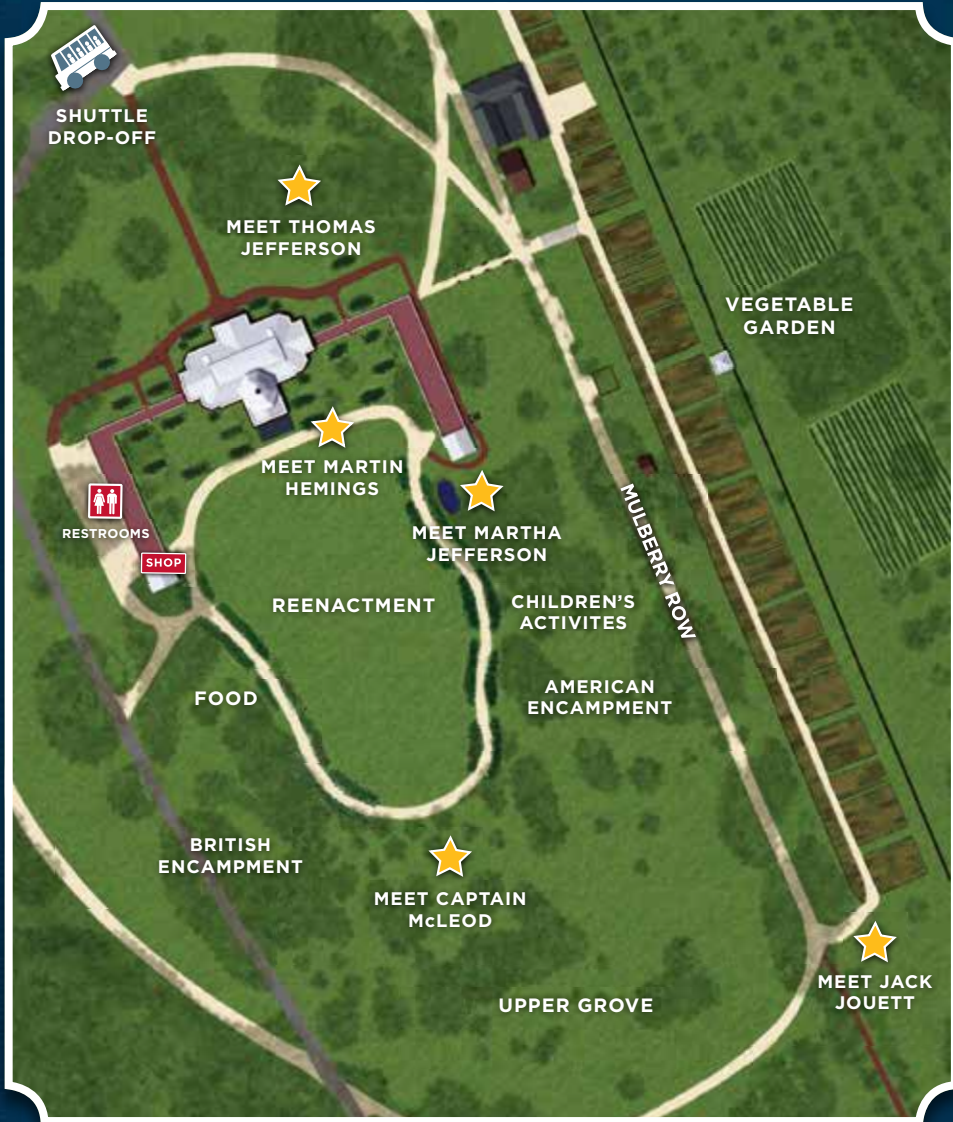 SHUTTLE
DROP-OFF
MEET THOMAS
JEFFERSON
VEGETABLE
GARDEN
MEET MARTIN
HEMINGS
RESTROOMS
MEET MARTHA
JEFFERSON
MULBERRY ROW
SHOP
REENACTMENT
CHILDREN'S
ACTIVITES
FOOD
AMERICAN
ENCAMPMENT
BRITISH
ENCAMPMENT
MEET CAPTAIN
McLEOD
MEET JACK
JOUETT
UPPER GROVE